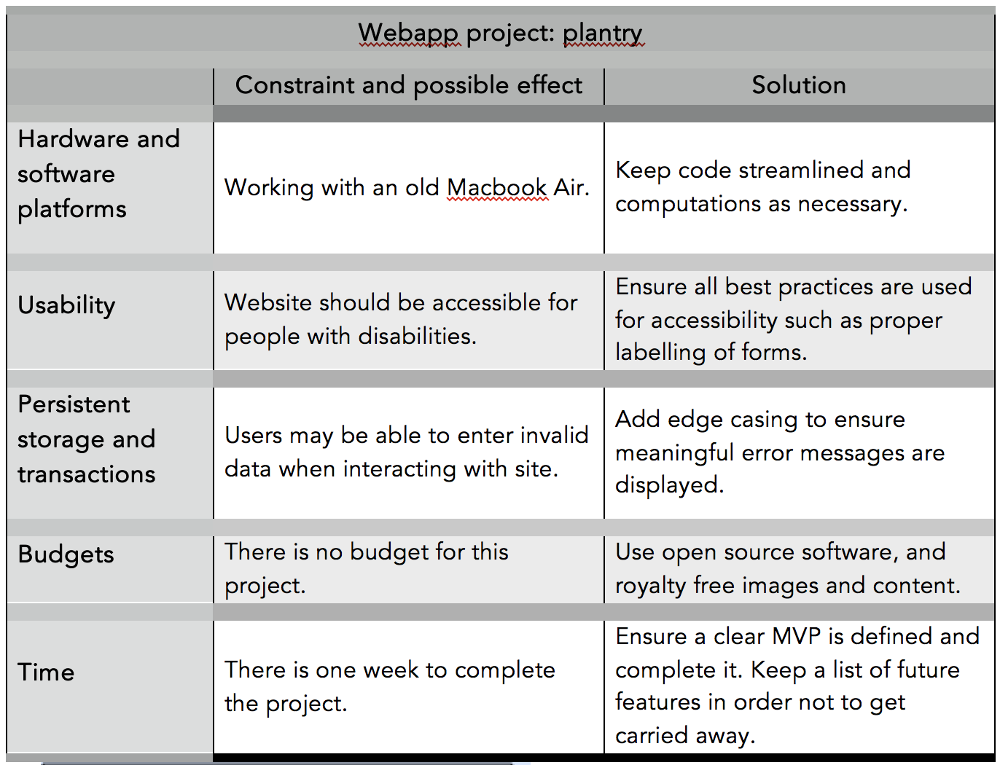 Webapp project: plantry
Constraint and possible effect
Solution
Hardware and
software
platforms
Working with an old Macbook Air.
Keep code streamlined and
computations as necessary.
Usability
Website should be accessible for
people with disabilities.
Ensure all best practices are used
for accessibility such as proper
labelling of forms.
Persistent
storage and
transactions
Users may be able to enter invalid
data when interacting with site.
Add edge casing to ensure
meaningful error messages are
displayed.
Budgets
There is no budget for this
project.
Use open source software, and
royalty free images and content.
Time
There is one week to complete
the project.
Ensure a clear MVP is defined and
complete it. Keep a list of future
features in order not to get
carried away.